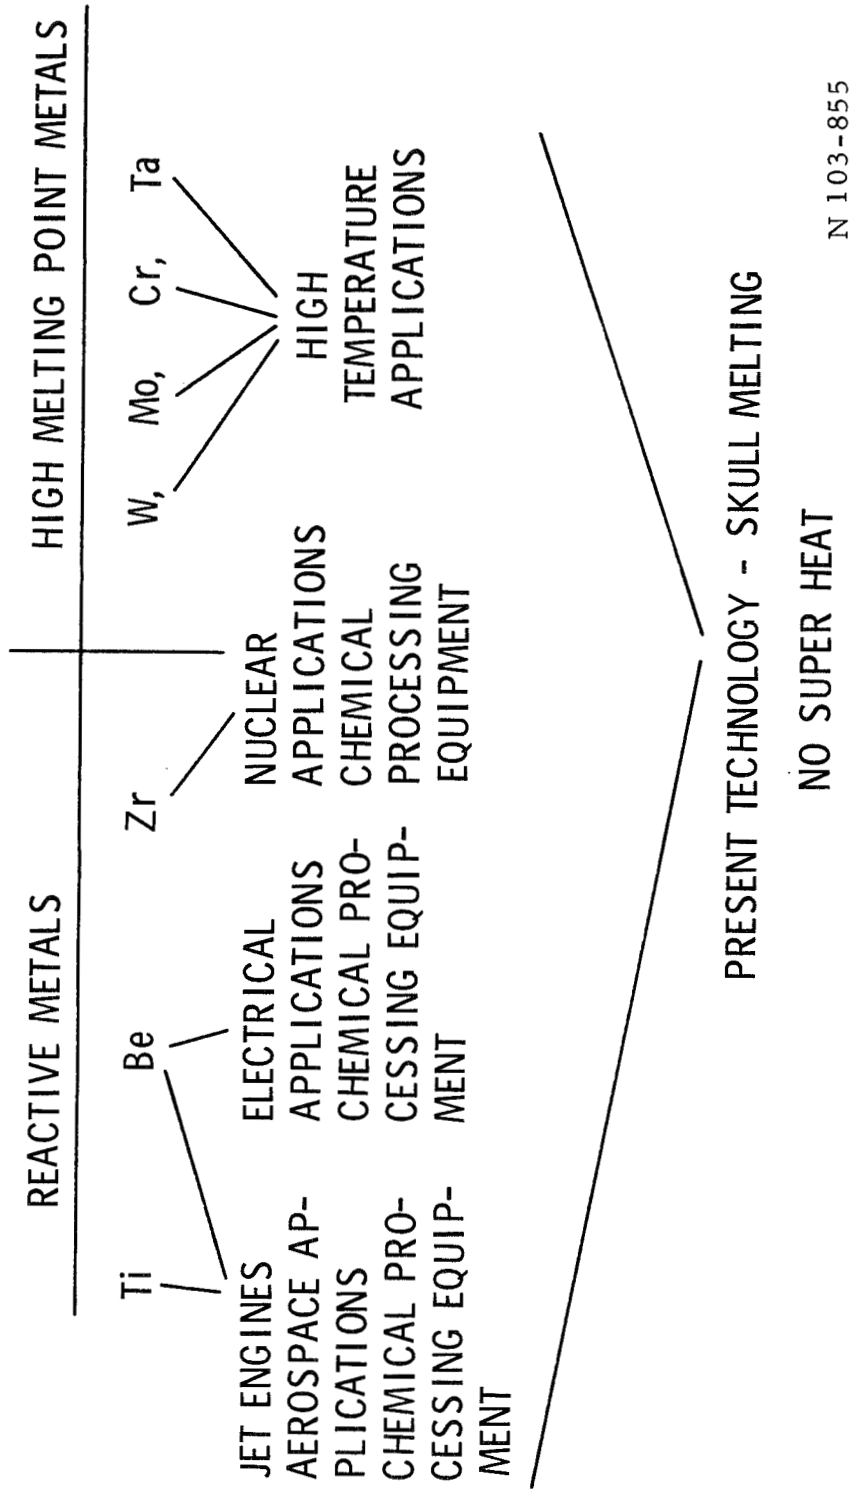 REACTIVE METALS
HIGH MELTING POINT METALS
Ti
Be
Zr
W, Mo, Cr, Ta
JET ENGINES
AEROSPACE AP-
PLICATIONS
CHEMICAL PRO-
CESSING EQUIP-
MENT
ELECTRICAL
APPLICATIONS
CHEMICAL PRO-
CESSING EQUIP-
MENT
NUCLEAR
APPLICATIONS
CHEMICAL
PROCESSING
EQUIPMENT
HIGH
TEMPERATURE
APPLICATIONS
PRESENT TECHNOLOGY - SKULL MELTING
NO SUPER HEAT
N 103-855